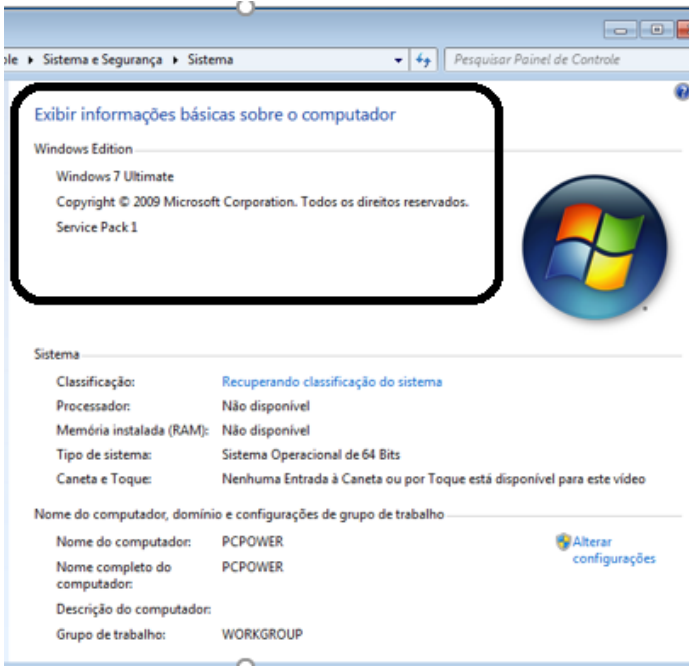 Sistema e Segurança Sistema Pesquisar Painel de Controle
Exibir informações básicas sobre o computador
Windows Edition
Windows 7 Ultimate
Copyright © 2009 Microsoft Corporation. Todos os direitos reservados.
Service Pack 1
Sistema
Classificação: Recuperando classificação do sistema
Processador: Não disponível
Memória instalada (RAM): Não disponível
Tipo de sistema: Sistema Operacional de 64 Bits
Caneta e Toque: Nenhuma Entrada à Caneta ou por Toque está disponível para este vídeo
Nome do computador, domínio e configurações de grupo de trabalho
Nome do computador: PCPOWER Alterar
configurações
Nome completo do PCPOWER
computador:
Descrição do computador:
Grupo de trabalho: WORKGROUP